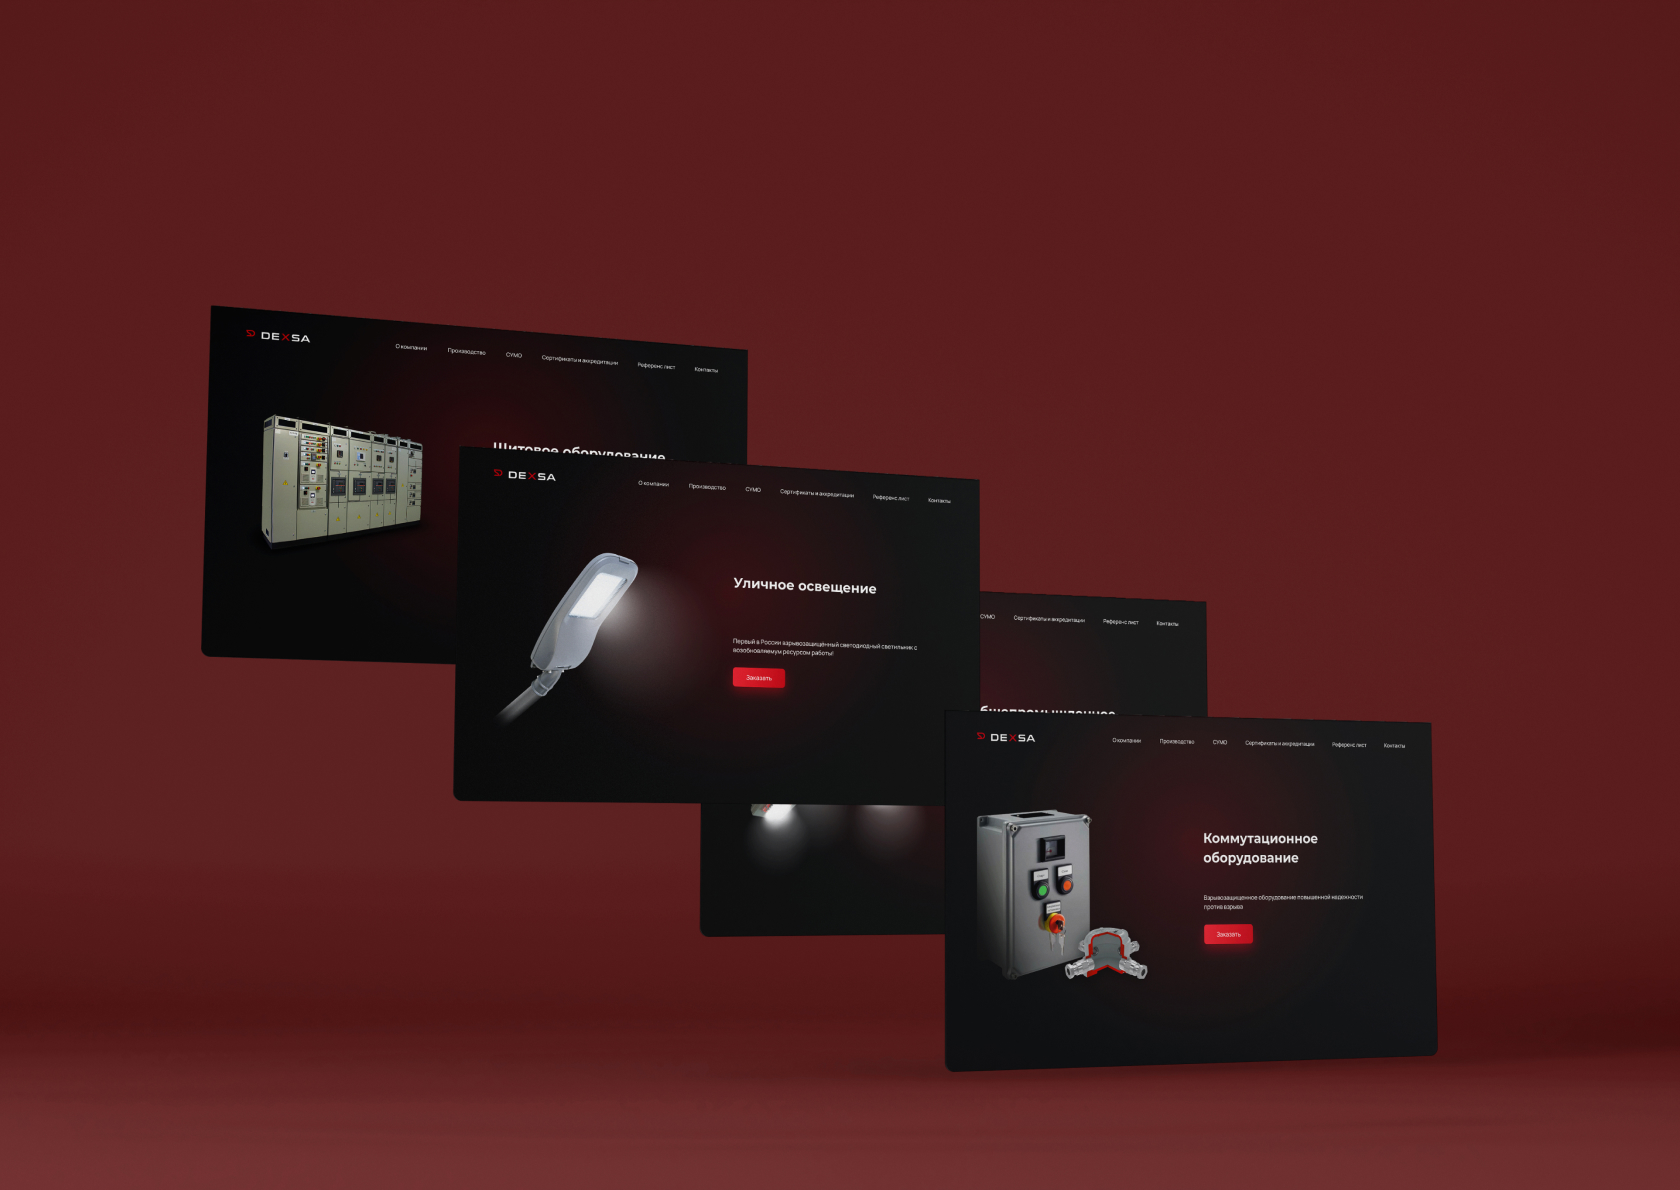 DEXSA
О компании Производство СУМО Сертификаты и аккредитации Референс лист Контакты
Щитовое оборудование
DEXSA
О компании Производство СУМО Сертификаты и аккредитации Референс лист Контакты
Уличное освещение
Первый в России взрывозащищённый светодиодный светильник с
возобновляемум ресурсом работы!
Заказать
СУМО Сертификаты и аккредитации Референс лист Контакты
бщепромышленное
DEXSA
О компании Производство СУМО Сертификаты и аккредитации Референс лист Контакты
Коммутационное
оборудование
Взрывозащищенное оборудование повышенной надежности
против взрыва
Заказать